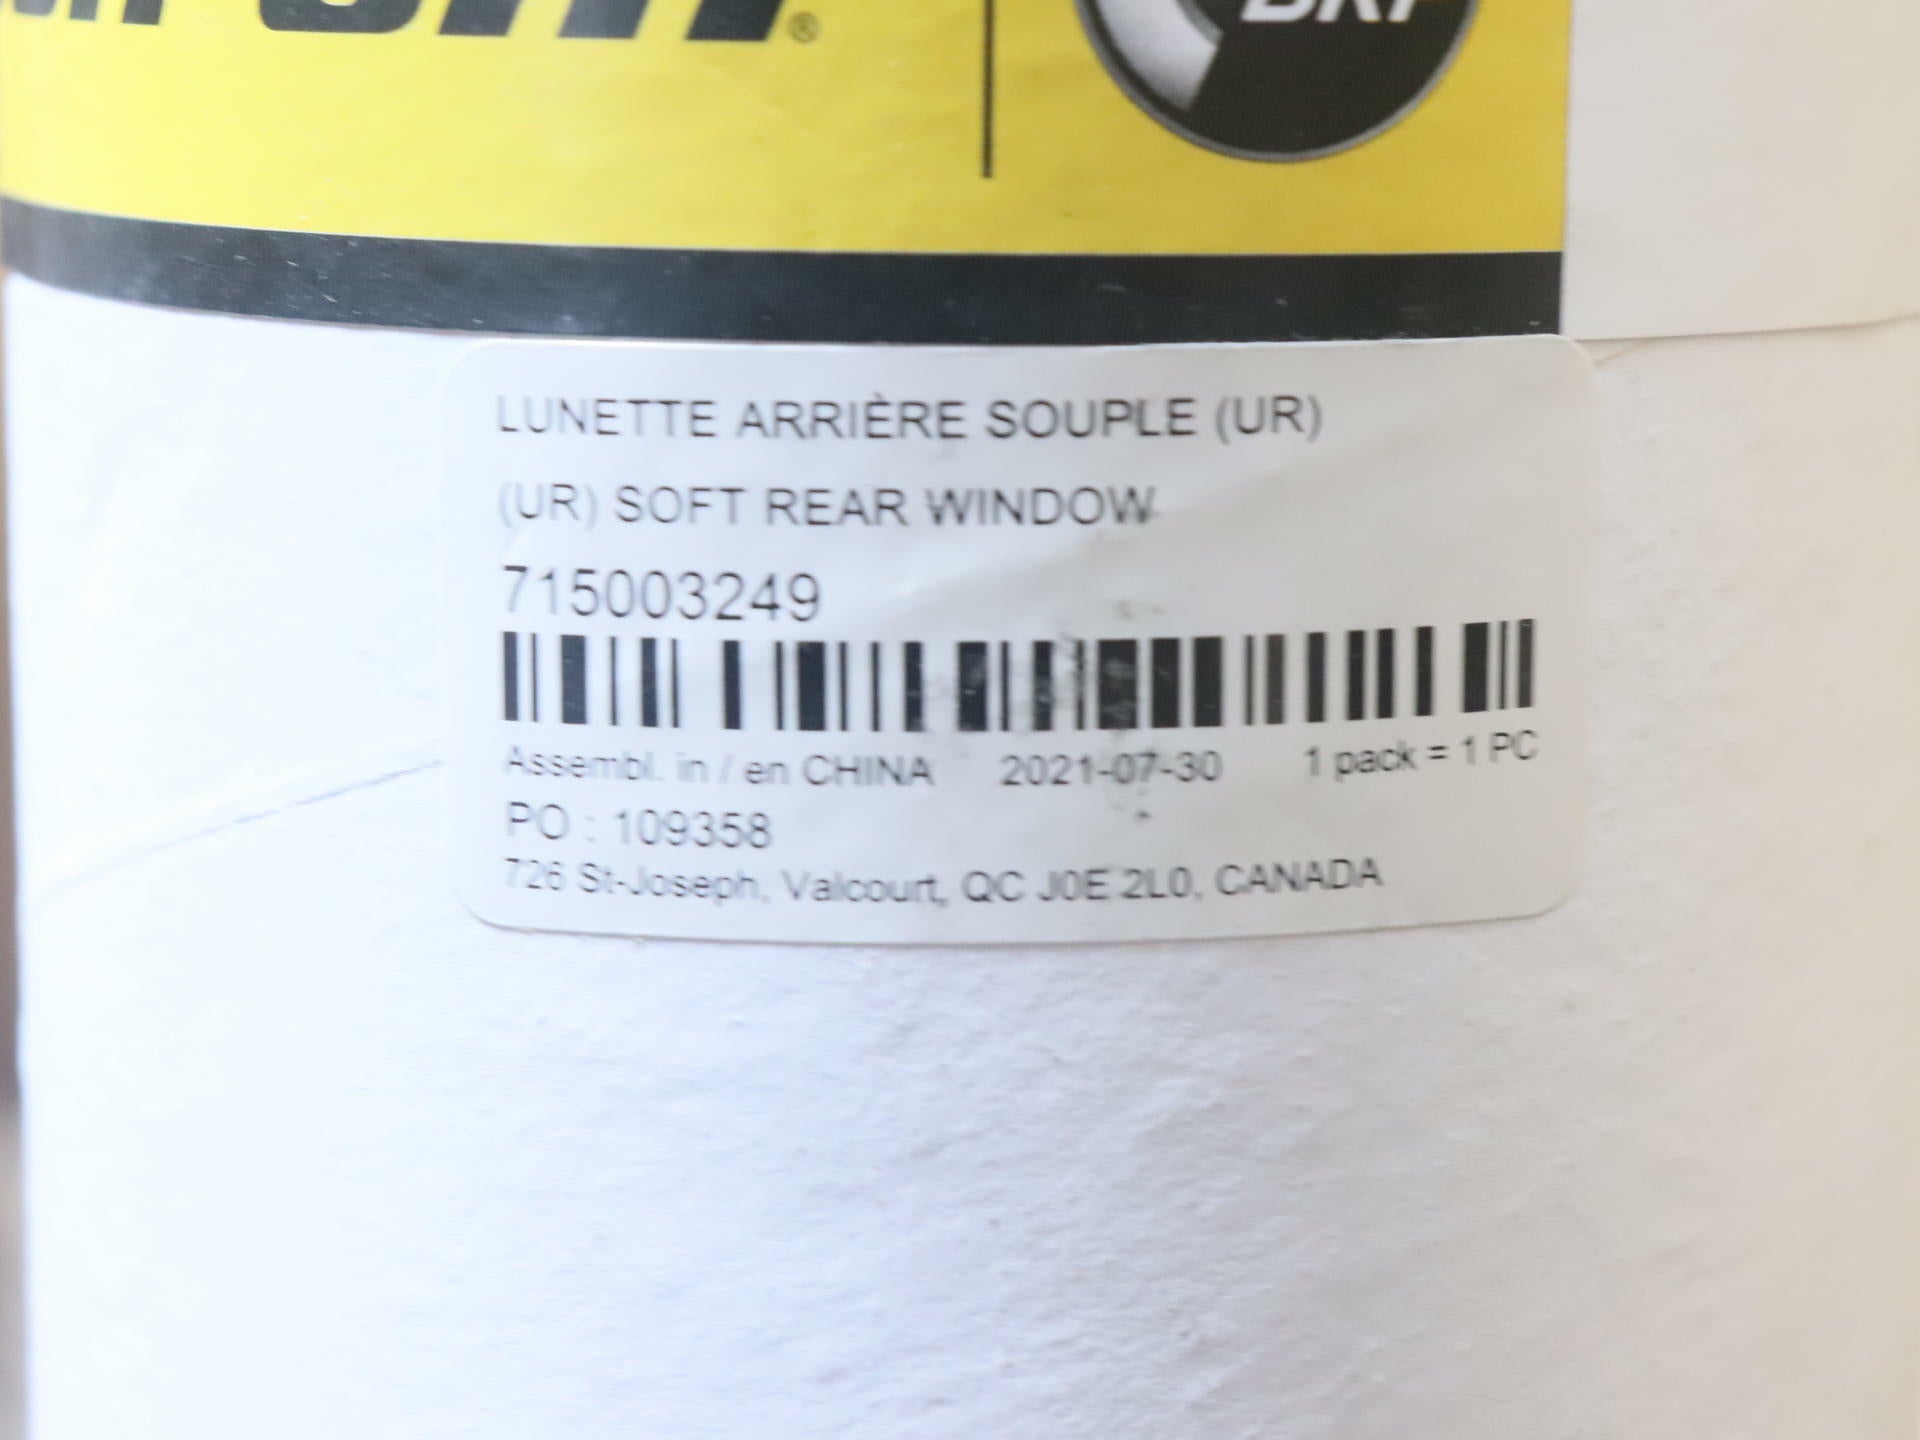 ®
BRP
LUNETTE ARRIÈRE SOUPLE (UR)
(UR) SOFT REAR WINDOW
715003249
Assembl. in / en CHINA 2021-07-30 1 pack = 1 PC
PO : 109358
726 St-Joseph, Valcourt, QC J0E 2L0, CANADA